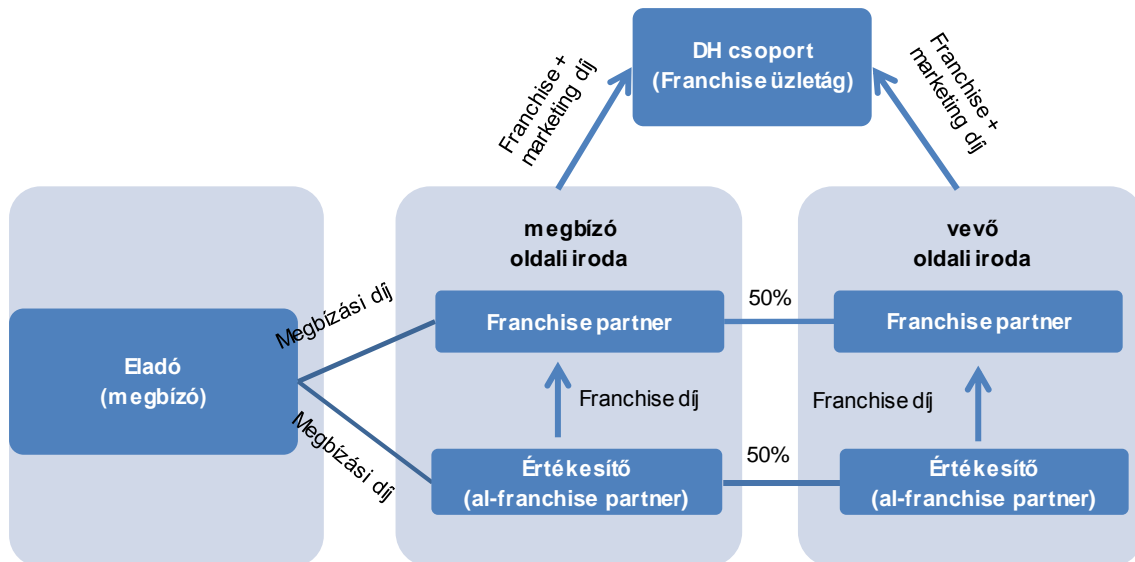 DH csoport
(Franchise üzletág)
Franchise +
marketing díj
Franchise +
marketing díj
megbízó
oldali iroda
vevő
oldali iroda
Megbízási díj
Franchise partner
50%
Franchise partner
Eladó
(megbízó)
Franchise díj
Franchise díj
Megbízási díj
Értékesítő
(al-franchise partner)
50%
Értékesítő
(al-franchise partner)